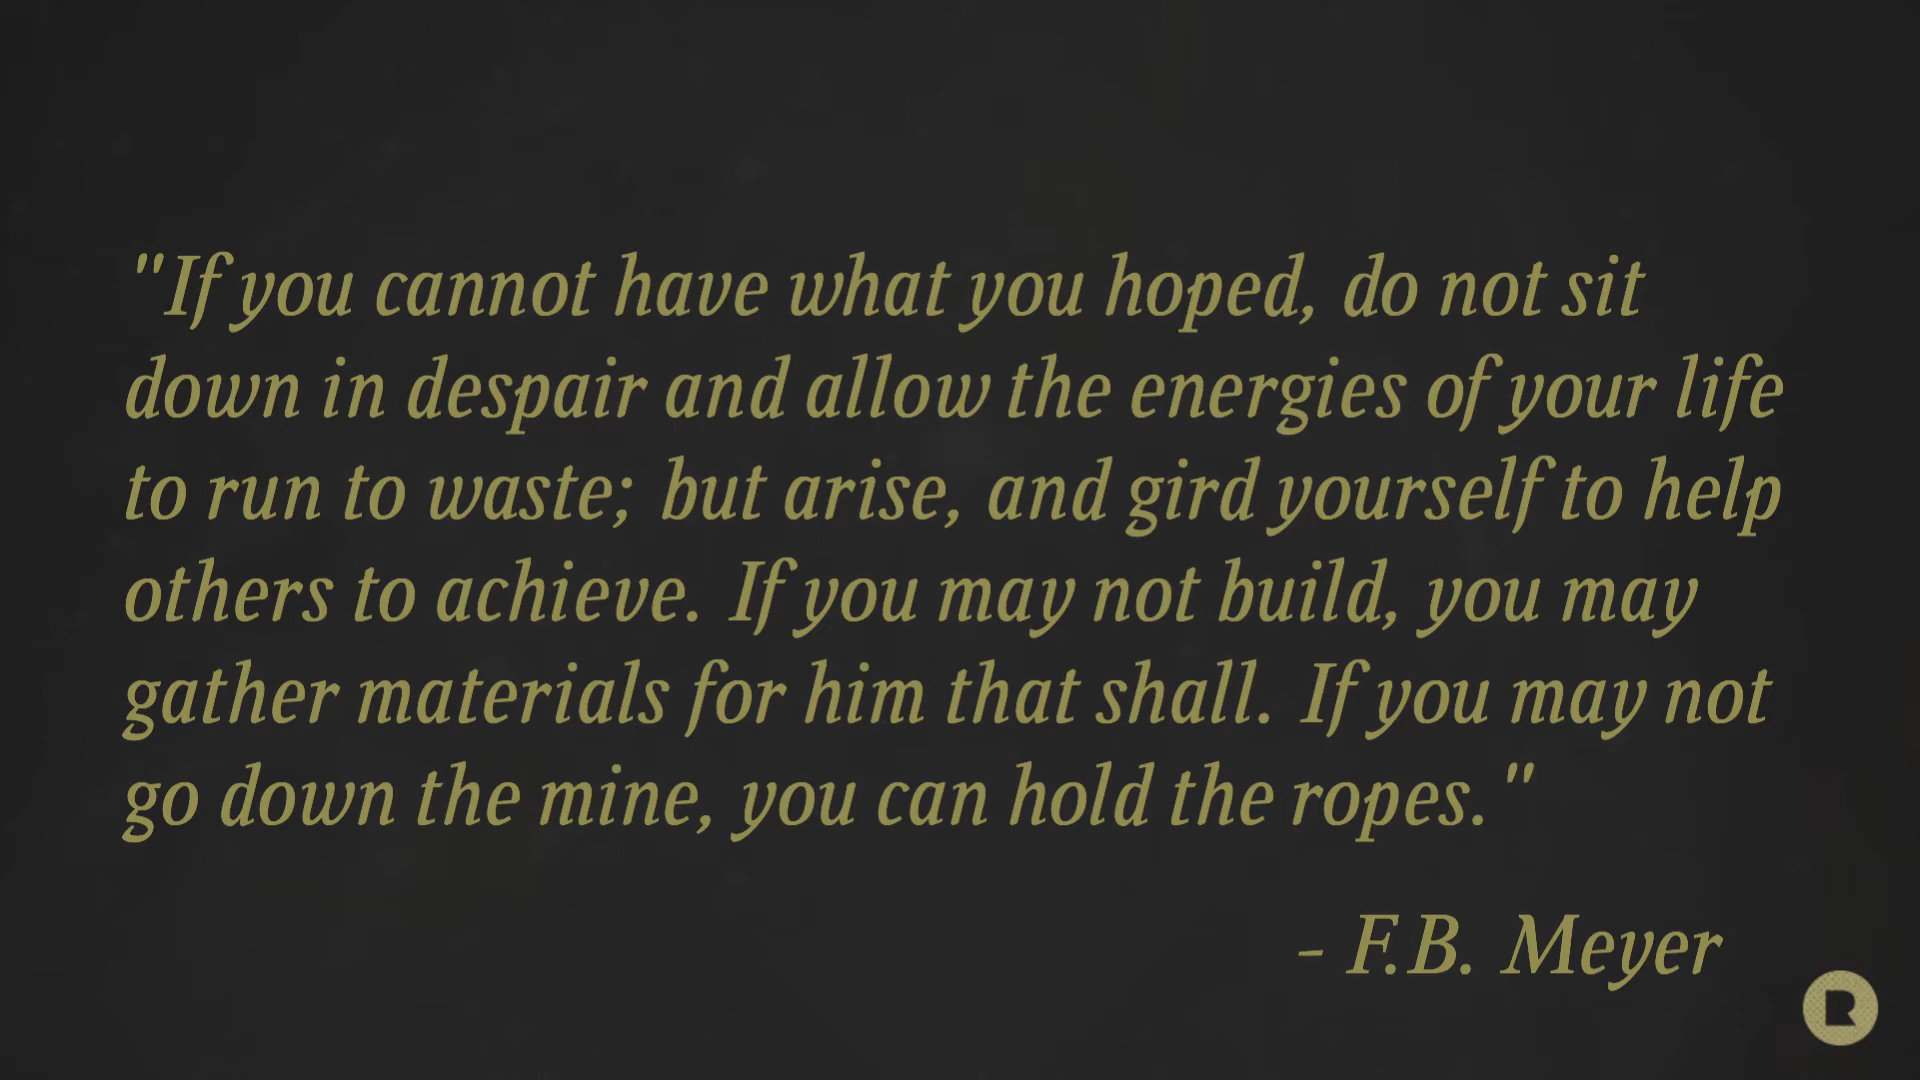 "If you cannot have what you hoped, do not sit
down in despair and allow the energies of your life
to run to waste; but arise, and gird yourself to help
others to achieve. If you may not build, you may
gather materials for him that shall. If you may not
go down the mine, you can hold the ropes."
- F.B. Meyer
R